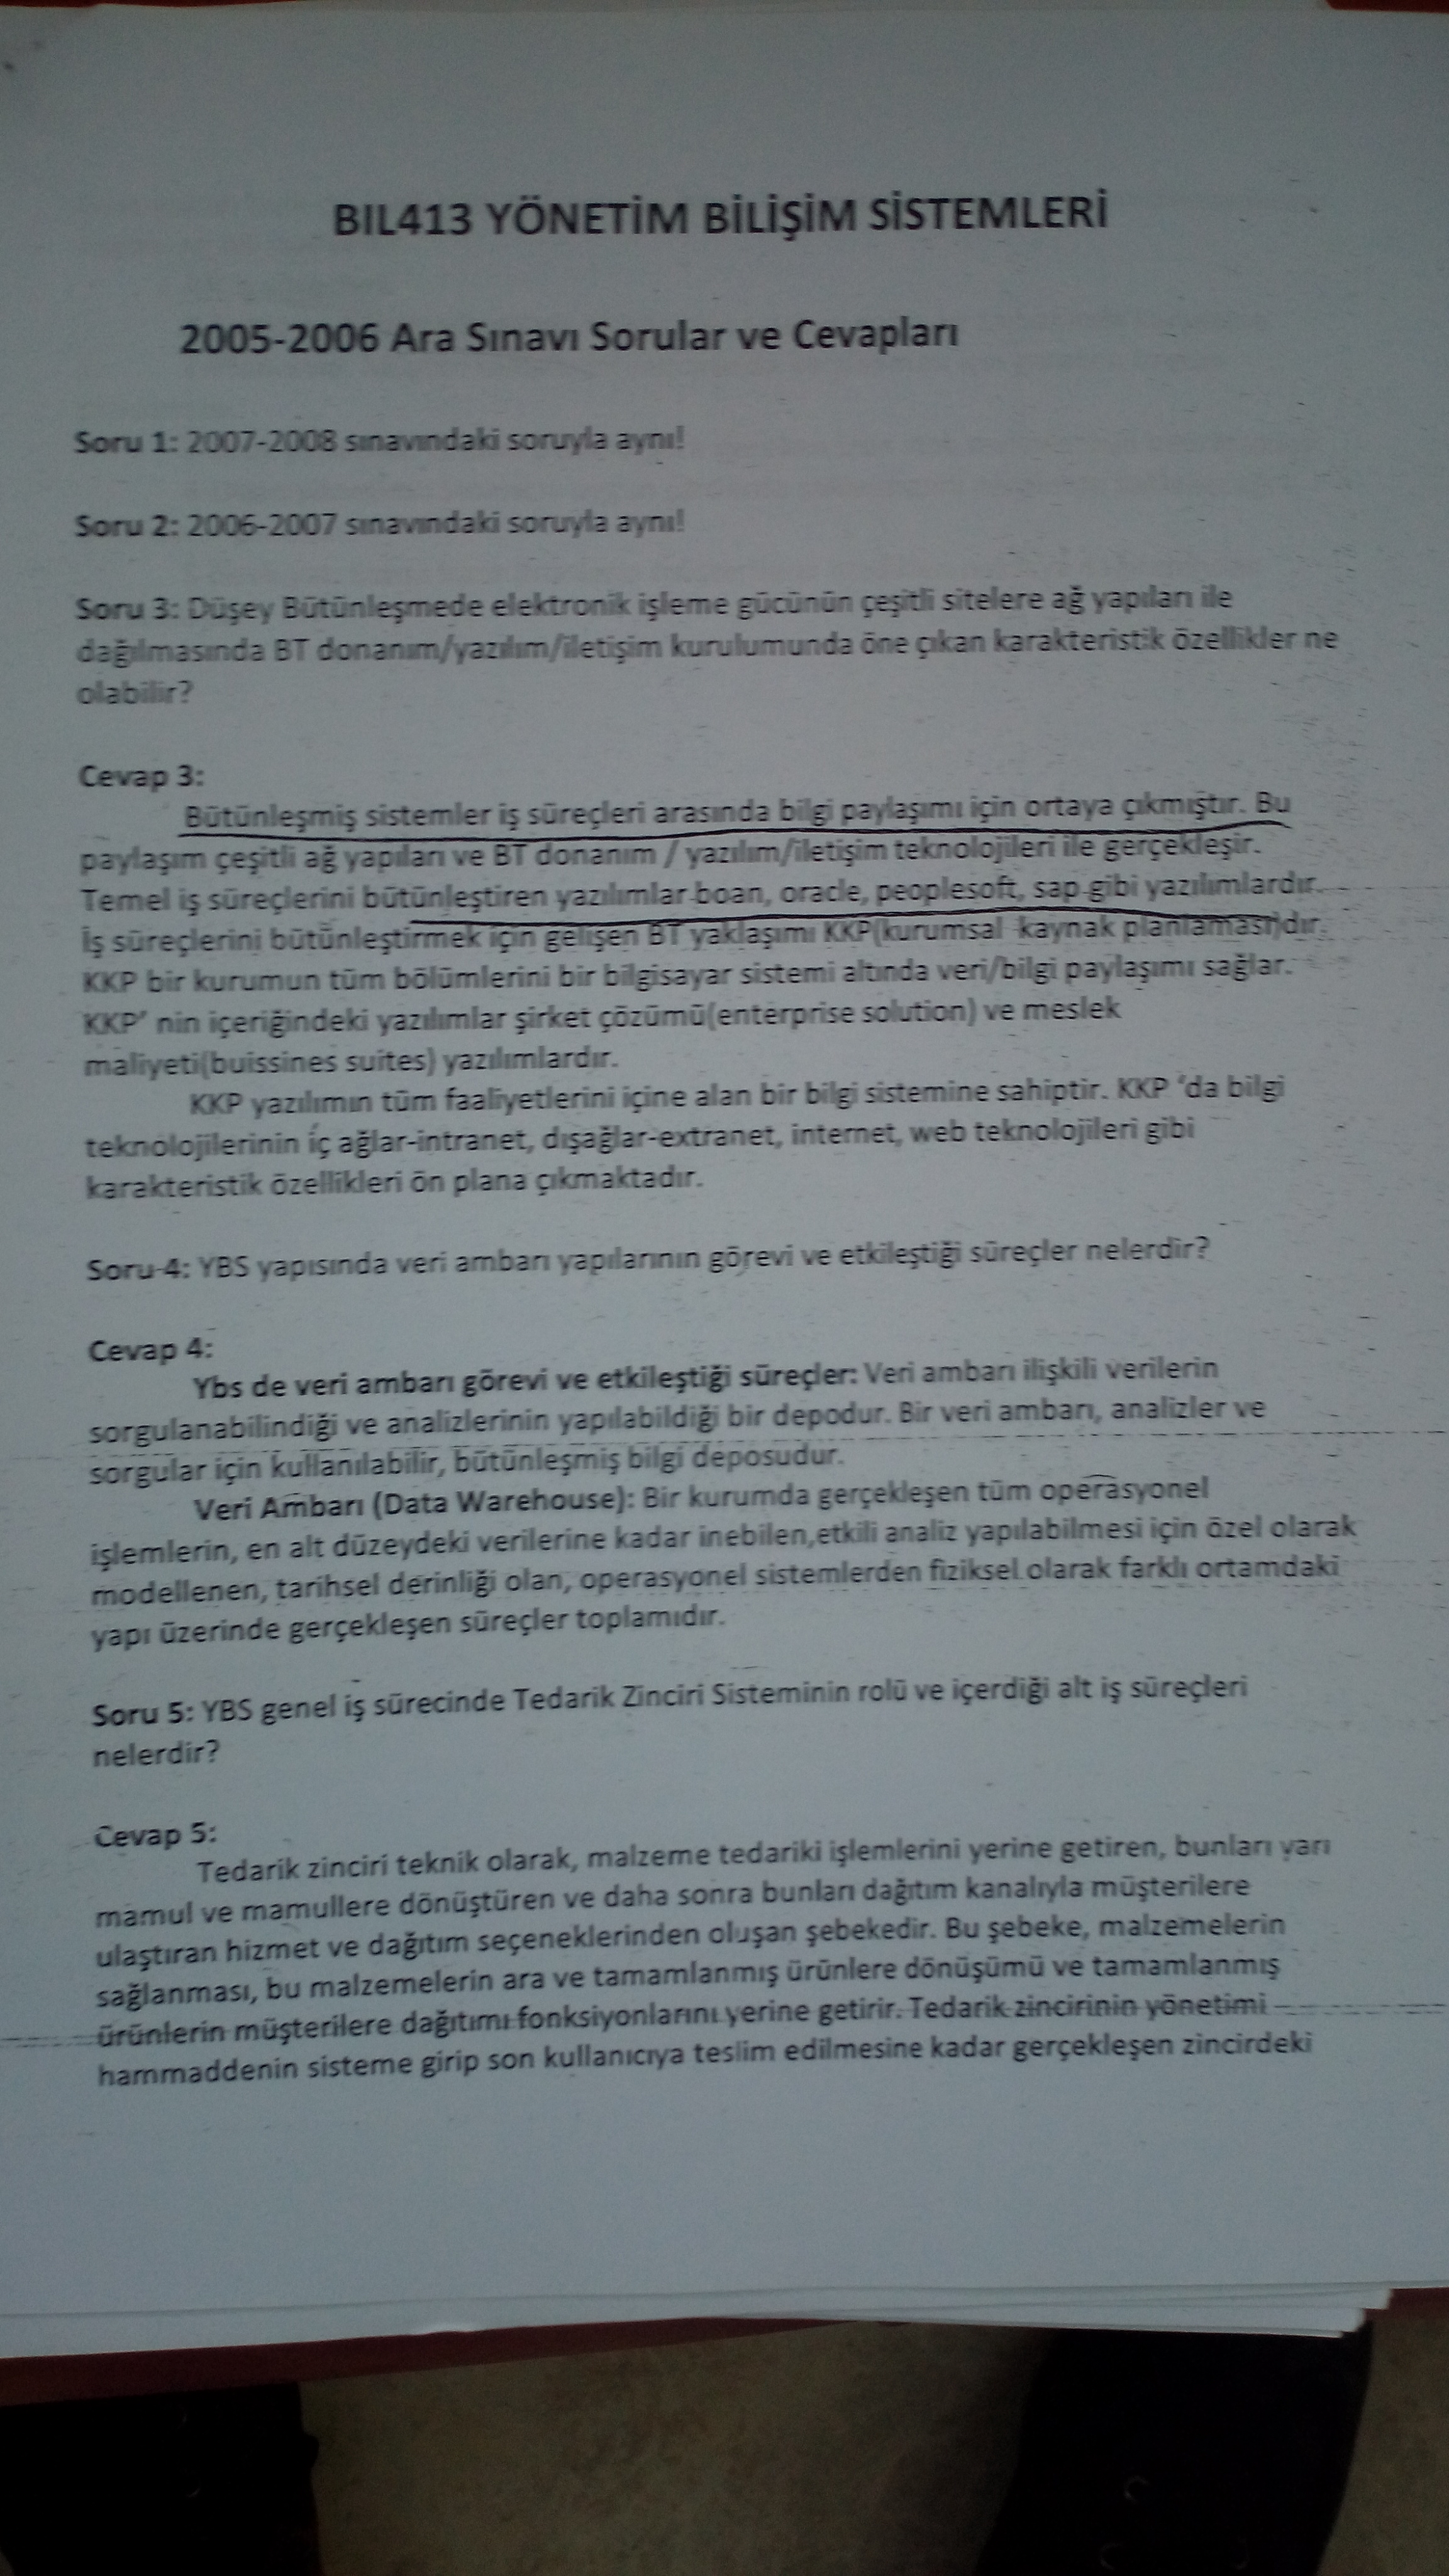 BIL413 YÖNETİM BİLİŞİM SİSTEMLERİ
2005-2006 Ara Sınavı Sorular ve Cevapları
Soru 1: 2007-2008 sınavındaki soruyla aynı!
Soru 2: 2006-2007 sınavındaki soruyla aynı!
Soru 3: Düşey Bütünleşmede elektronik işleme gücünün çeşitli sitelere ağ yapıları ile
dağılmasında BT donanım/yazılım/iletişim kurulumunda öne çıkan karakteristik özellikler ne
olabilir?
Cevap 3:
Bütünleşmiş sistemler iş süreçleri arasında bilgi paylaşımı için ortaya çıkmıştır. Bu
paylaşım çeşitli ağ yapıları ve BT donanım / yazılım/iletişim teknolojileri ile gerçekleşir.
Temel iş süreçlerini bütünleştiren yazılımlar boan, oracle, peoplesoft, sap gibi yazılımlardır.
İş süreçlerini bütünleştirmek için gelişen BT yaklaşımı KKP(kurumsal kaynak planlaması)dır.
KKP bir kurumun tüm bölümlerini bir bilgisayar sistemi altında veri/bilgi paylaşımı sağlar.
KKP' nin içeriğindeki yazılımlar şirket çözümü(enterprise solution) ve meslek
maliyeti(buissines suites) yazılımlardır.
KKP yazılımın tüm faaliyetlerini içine alan bir bilgi sistemine sahiptir. KKP 'da bilgi
teknolojilerinin iç ağlar-intranet, dışağlar-extranet, internet, web teknolojileri gibi
karakteristik özellikleri ön plana çıkmaktadır.
Soru 4: YBS yapısında veri ambarı yapılarının görevi ve etkileştiği süreçler nelerdir?
Cevap 4:
Ybs de veri ambarı görevi ve etkileştiği süreçler: Veri ambarı ilişkili verilerin
sorgulanabilindiği ve analizlerinin yapılabildiği bir depodur. Bir veri ambarı, analizler ve
sorgular için kullanılabilir, bütünleşmiş bilgi deposudur.
Veri Ambarı (Data Warehouse): Bir kurumda gerçekleşen tüm operasyonel
işlemlerin, en alt düzeydeki verilerine kadar inebilen,etkili analiz yapılabilmesi için özel olarak
modellenen, tarihsel derinliği olan, operasyonel sistemlerden fiziksel olarak farklı ortamdaki
yapı üzerinde gerçekleşen süreçler toplamıdır.
Soru 5: YBS genel iş sürecinde Tedarik Zinciri Sisteminin rolü ve içerdiği alt iş süreçleri
nelerdir?
Cevap 5:
Tedarik zinciri teknik olarak, malzeme tedariki işlemlerini yerine getiren, bunları yarı
mamul ve mamullere dönüştüren ve daha sonra bunları dağıtım kanalıyla müşterilere
ulaştıran hizmet ve dağıtım seçeneklerinden oluşan şebekedir. Bu şebeke, malzemelerin
sağlanması, bu malzemelerin ara ve tamamlanmış ürünlere dönüşümü ve tamamlanmış
ürünlerin müşterilere dağıtımı fonksiyonlarını yerine getirir. Tedarik zincirinin yönetimi
hammaddenin sisteme girip son kullanıcıya teslim edilmesine kadar gerçekleşen zincirdeki